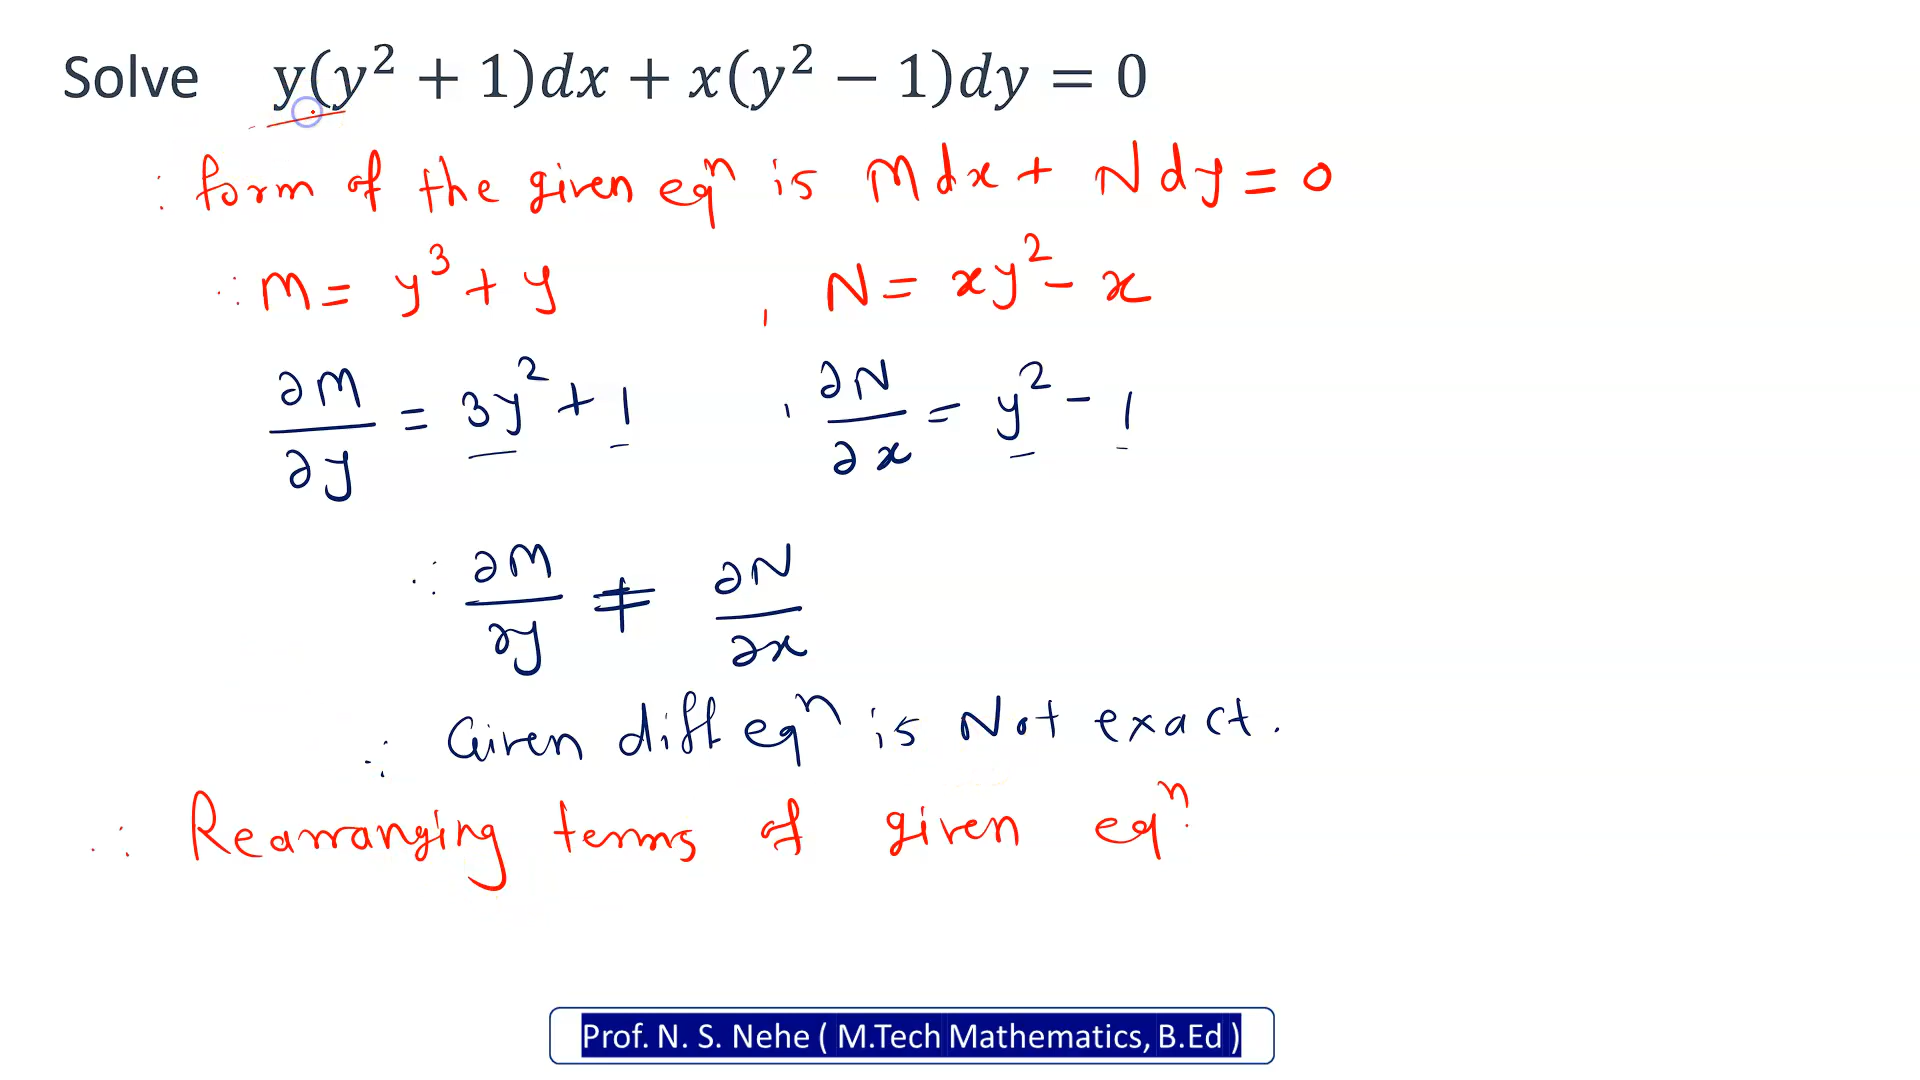 Solve y(y² + 1)dx + x(y² − 1)dy = 0
∴ form of the given eqⁿ is Mdx + Ndy = 0
∴ M = y³ + y , N = xy² − x
∂M/∂y = 3y² + 1 , ∂N/∂x = y² − 1
∵ ∂M/∂y ≠ ∂N/∂x
∴ Given diff eqⁿ is Not exact.
∴ Rearranging terms of given eqⁿ.
Prof. N. S. Nehe ( M.Tech Mathematics, B.Ed )